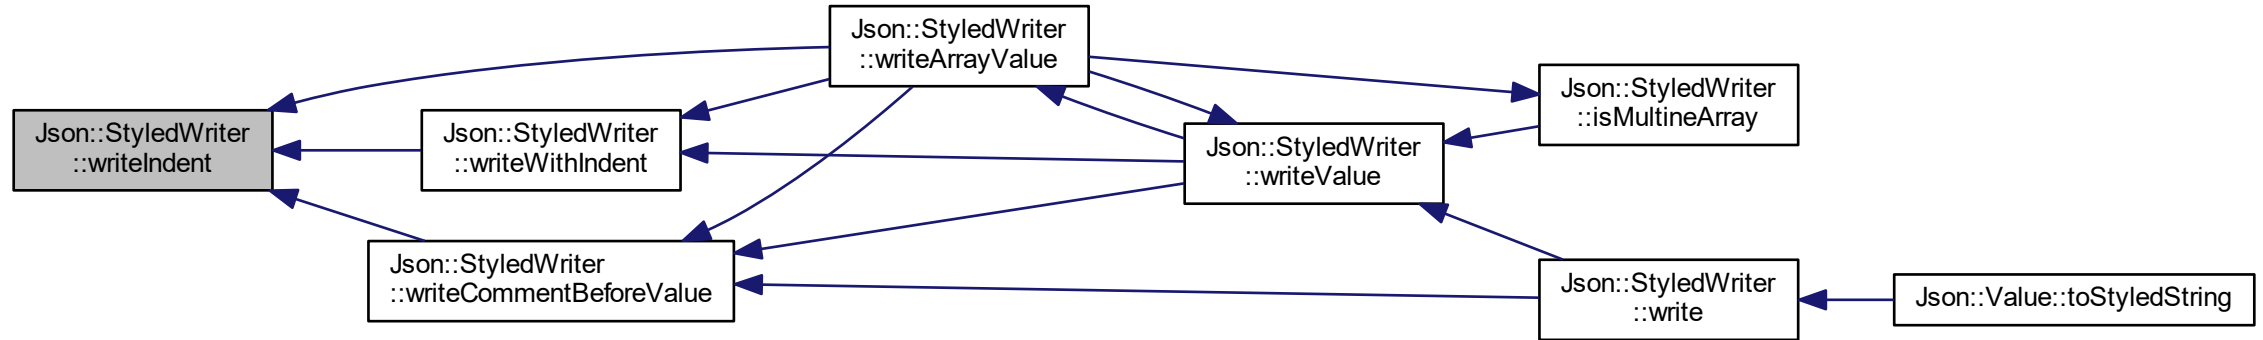 Json::StyledWriter
::writeIndent
Json::StyledWriter
::writeWithIndent
Json::StyledWriter
::writeCommentBeforeValue
Json::StyledWriter
::writeArrayValue
Json::StyledWriter
::writeValue
Json::StyledWriter
::isMultineArray
Json::StyledWriter
::write
Json::Value::toStyledString